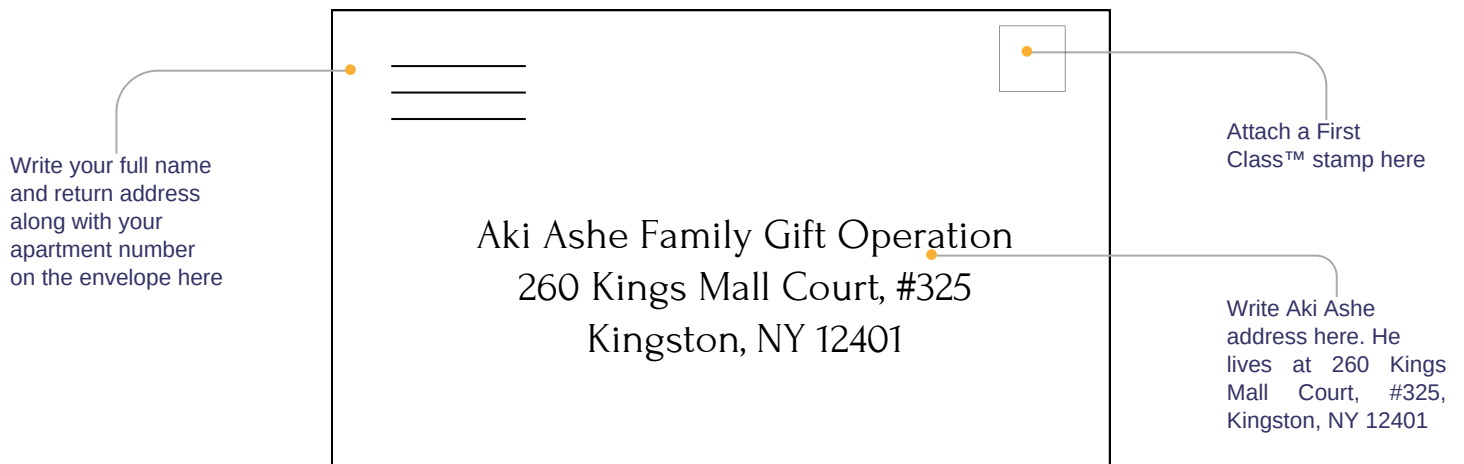 Write your full name
and return address
along with your
apartment number
on the envelope here
Aki Ashe Family Gift Operation
260 Kings Mall Court, #325
Kingston, NY 12401
Attach a First
Class™ stamp here
Write Aki Ashe
address here. He
lives at 260 Kings
Mall Court, #325,
Kingston, NY 12401